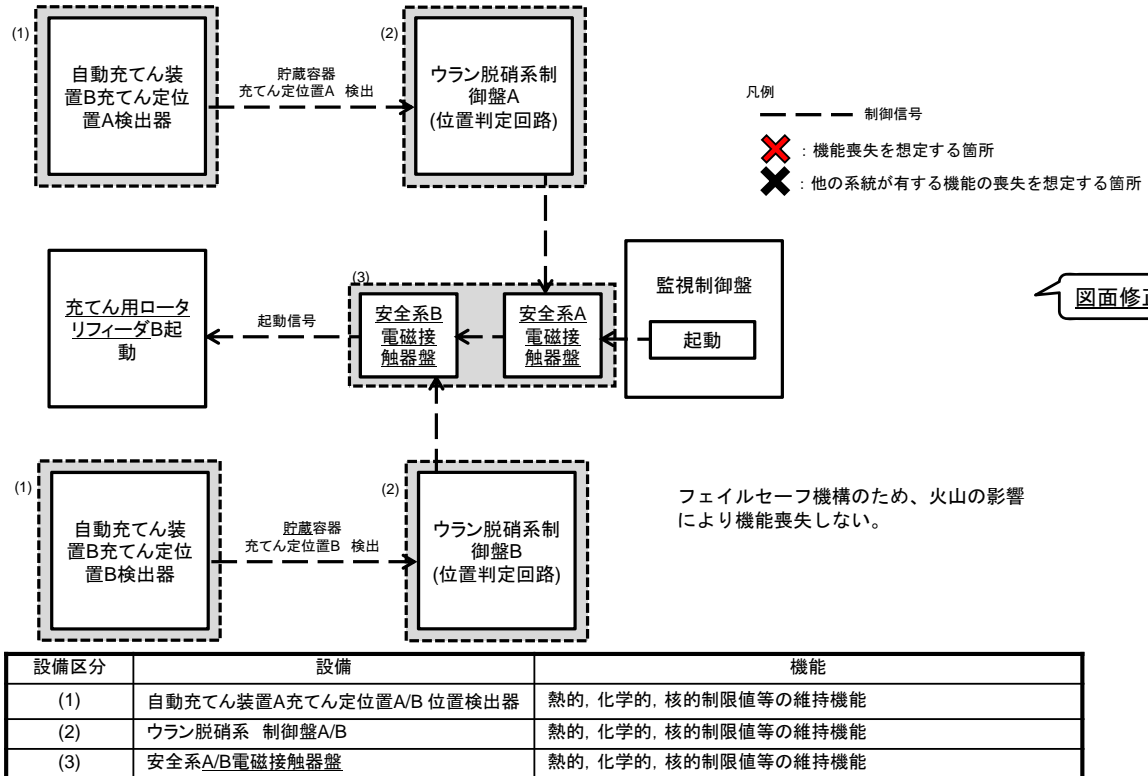 (1)
自動充てん装
置B充てん定位
置A検出器
貯蔵容器
充てん定位置A 検出
(2)
ウラン脱硝系制
御盤A
(位置判定回路)
凡例
制御信号
：機能喪失を想定する箇所
：他の系統が有する機能の喪失を想定する箇所
充てん用ロータ
リフィーダB起
動
起動信号
(3)
安全系B
電磁接
触器盤
安全系A
電磁接
触器盤
監視制御盤
起動
図面修正
(1)
自動充てん装
置B充てん定位
置B検出器
貯蔵容器
充てん定位置B 検出
(2)
ウラン脱硝系制
御盤B
(位置判定回路)
フェイルセーフ機構のため、火山の影響
により機能喪失しない。
設備区分 設備 機能
(1) 自動充てん装置A充てん定位置A/B 位置検出器 熱的, 化学的, 核的制限値等の維持機能
(2) ウラン脱硝系 制御盤A/B 熱的, 化学的, 核的制限値等の維持機能
(3) 安全系A/B電磁接触器盤 熱的, 化学的, 核的制限値等の維持機能